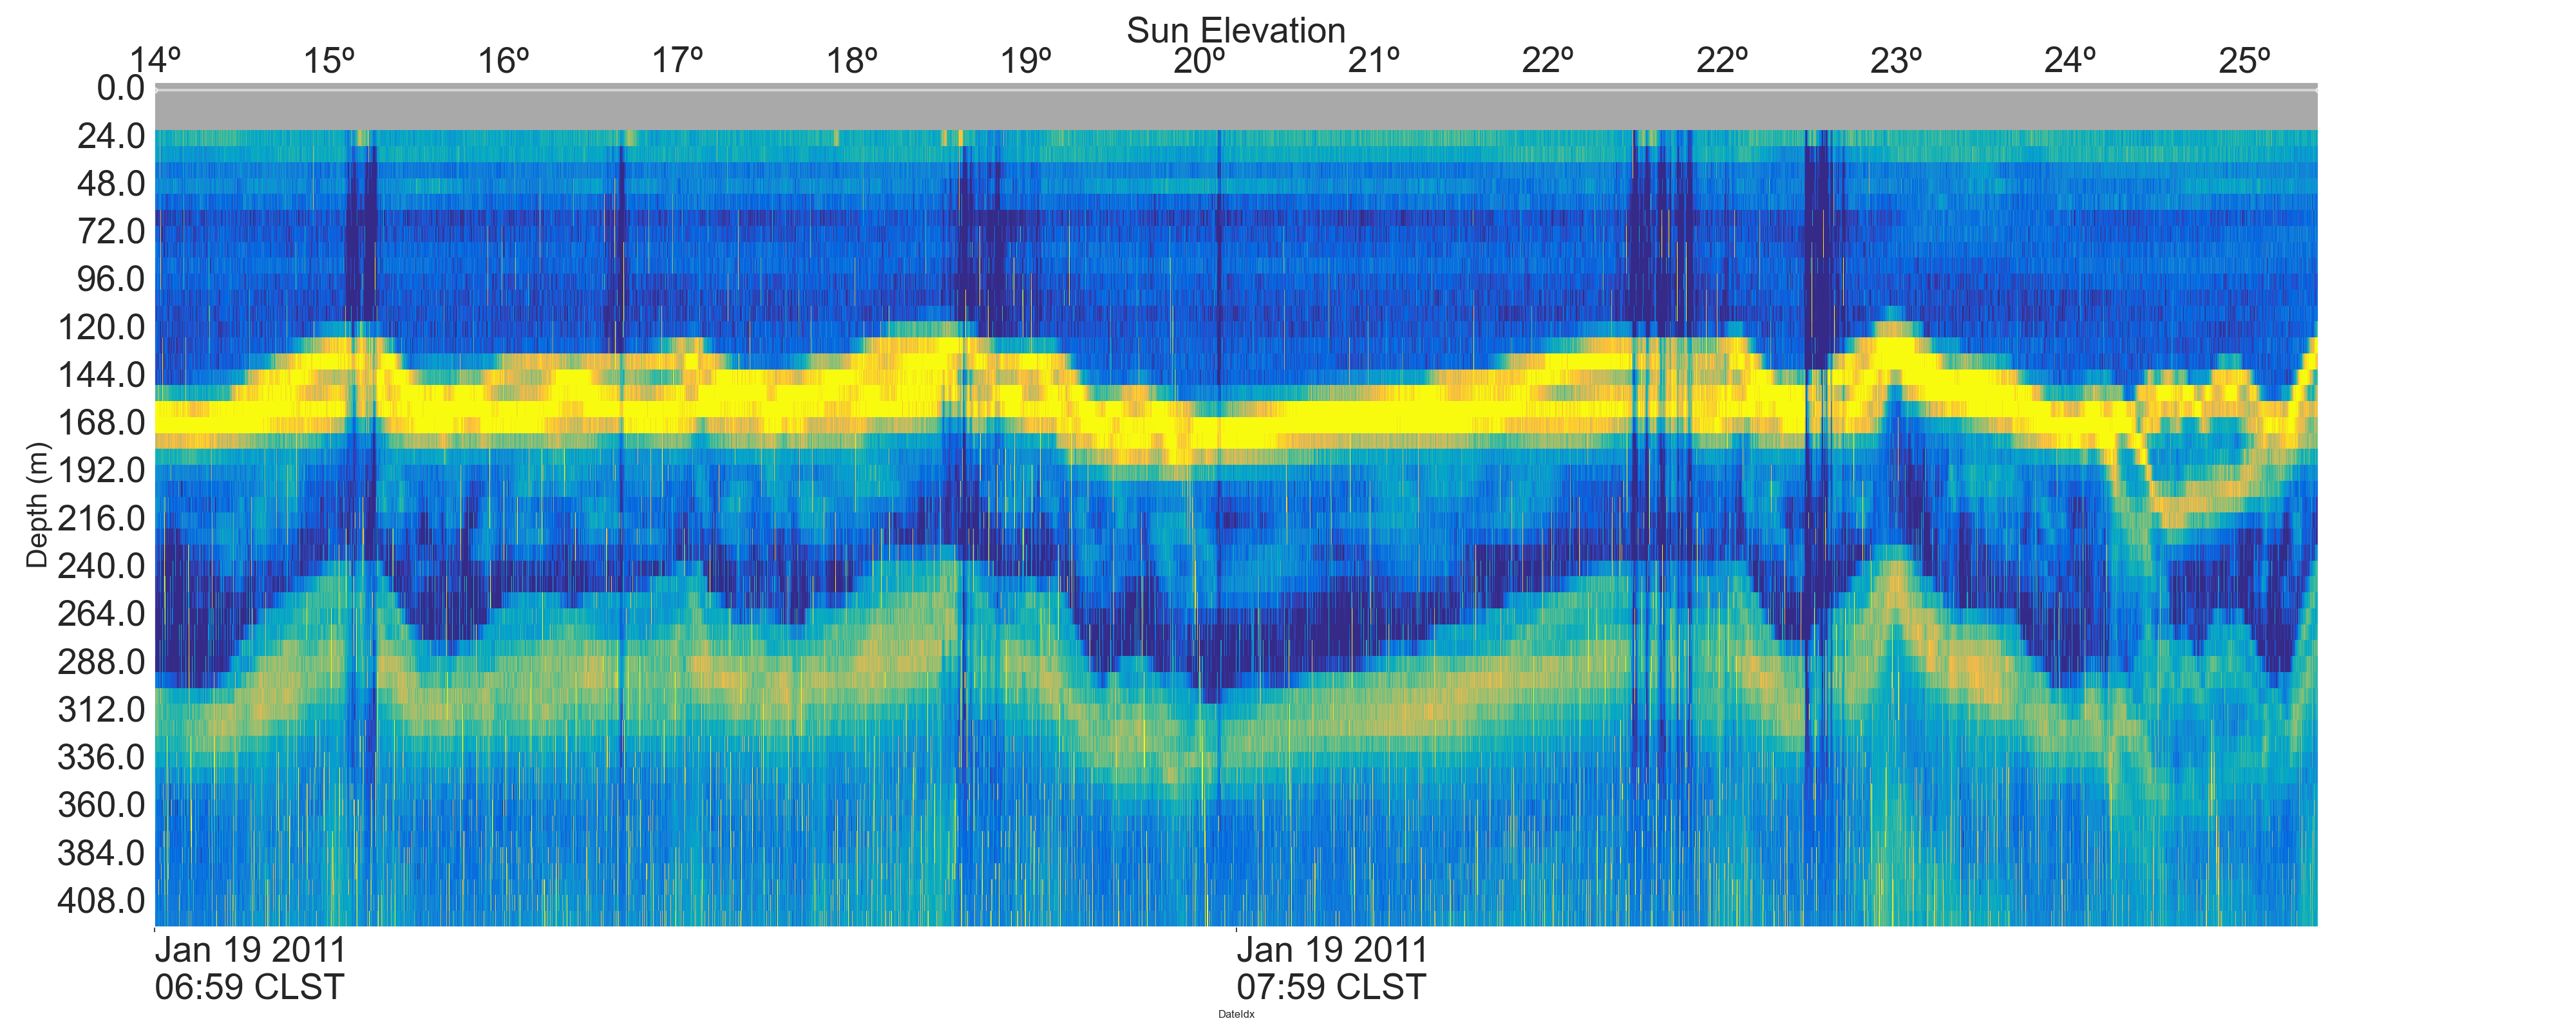 Sun Elevation
14º 15º 16º 17º 18º 19º 20º 21º 22º 22º 23º 24º 25º
0.0
24.0
48.0
72.0
96.0
120.0
144.0
168.0
192.0
216.0
240.0
264.0
288.0
312.0
336.0
360.0
384.0
408.0
Depth (m)
Jan 19 2011
06:59 CLST
Jan 19 2011
07:59 CLST
DateIdx